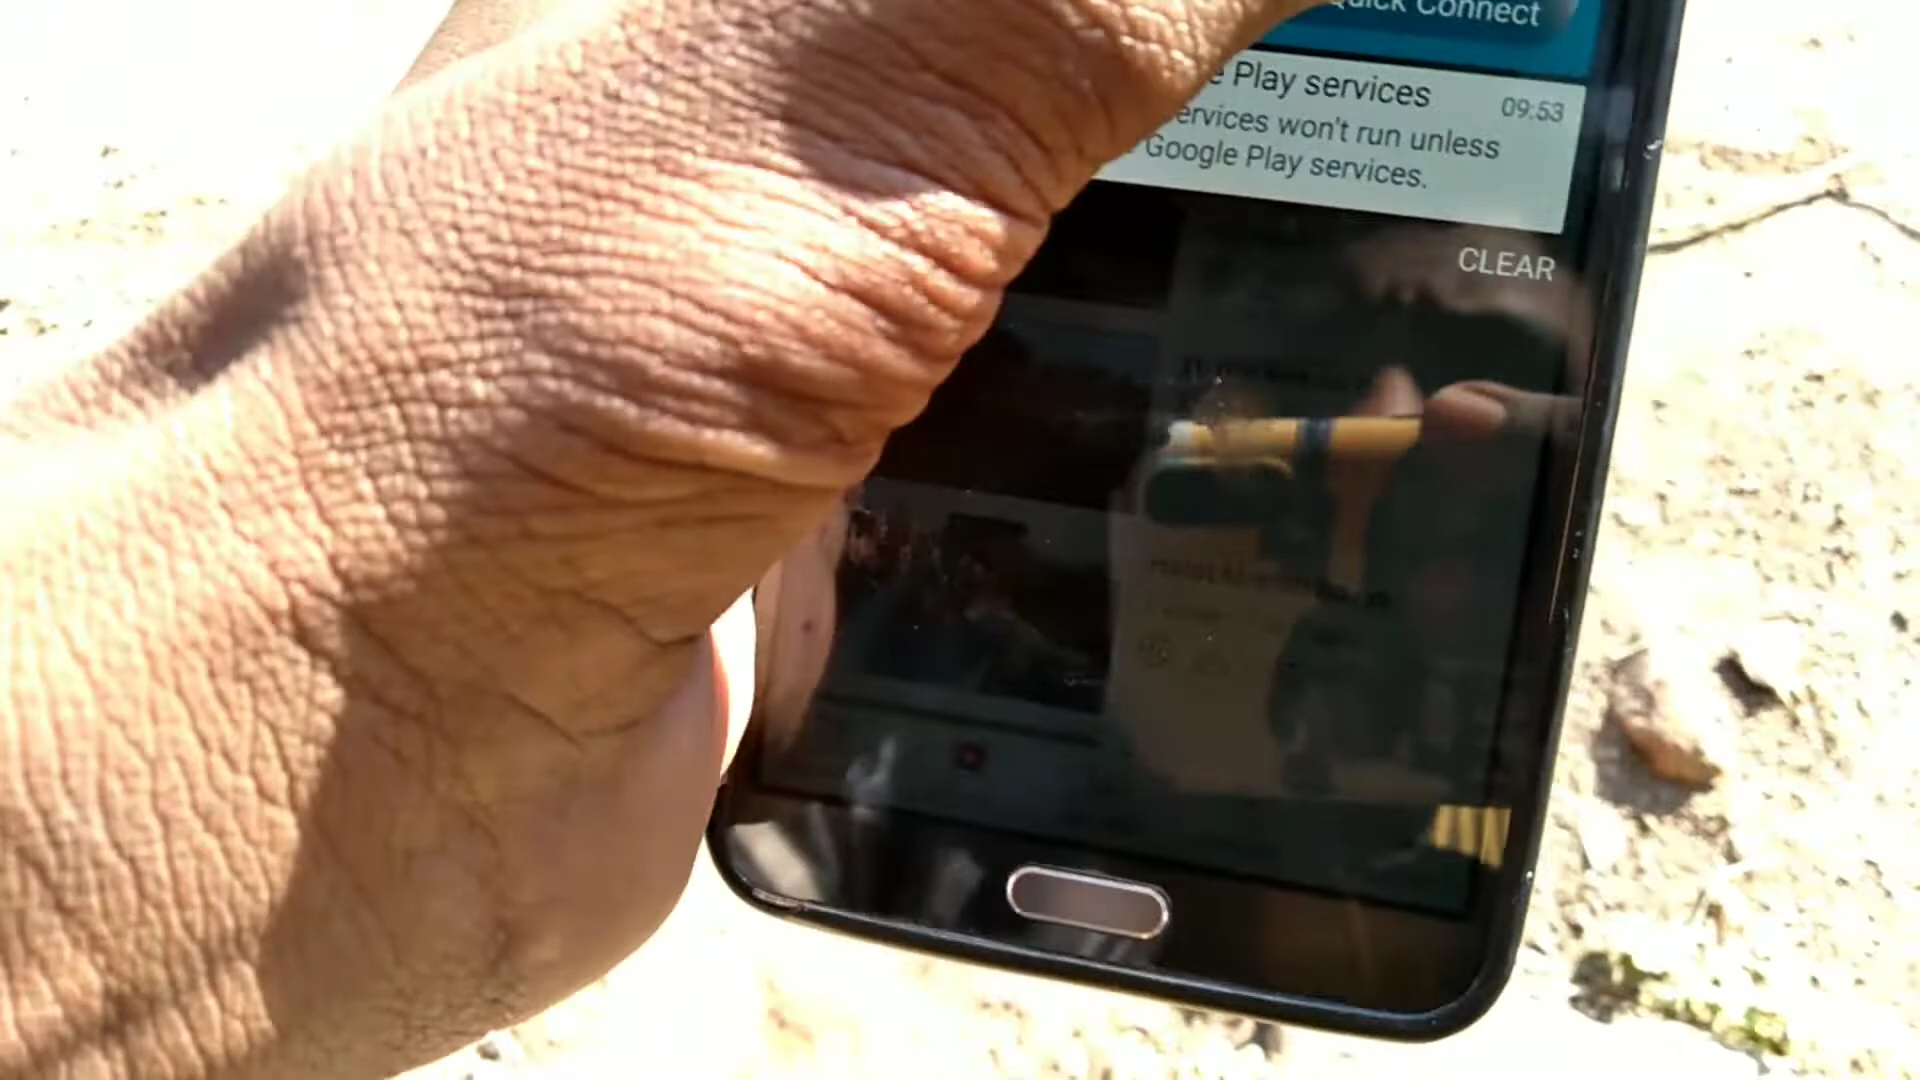 Quick Connect
e Play services
09:53
ervices won't run unless
Google Play services.
CLEAR